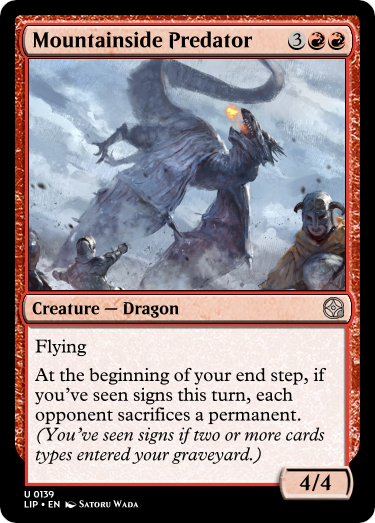 Mountainside Predator 3
Creature — Dragon
Flying
At the beginning of your end step, if
you've seen signs this turn, each
opponent sacrifices a permanent.
(You've seen signs if two or more cards
types entered your graveyard.)
4/4
U 0139
LIP • EN Satoru Wada